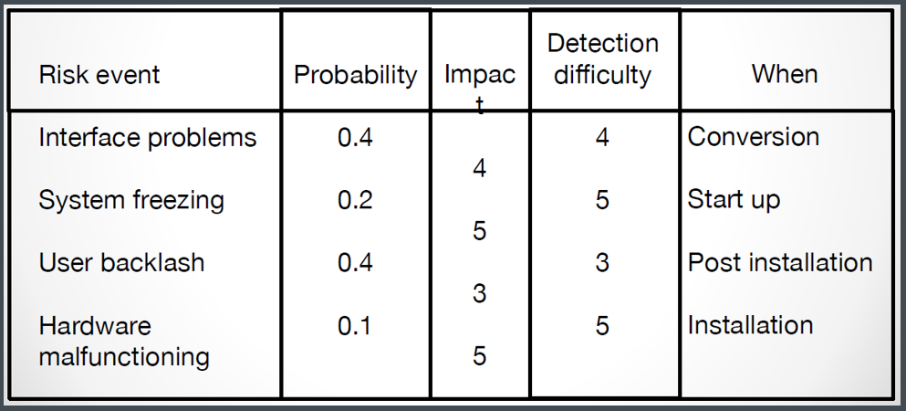 Risk event Probability Impac
t Detection
difficulty When
Interface problems 0.4 4 4 Conversion
System freezing 0.2 5 5 Start up
User backlash 0.4 3 3 Post installation
Hardware
malfunctioning 0.1 5 5 Installation